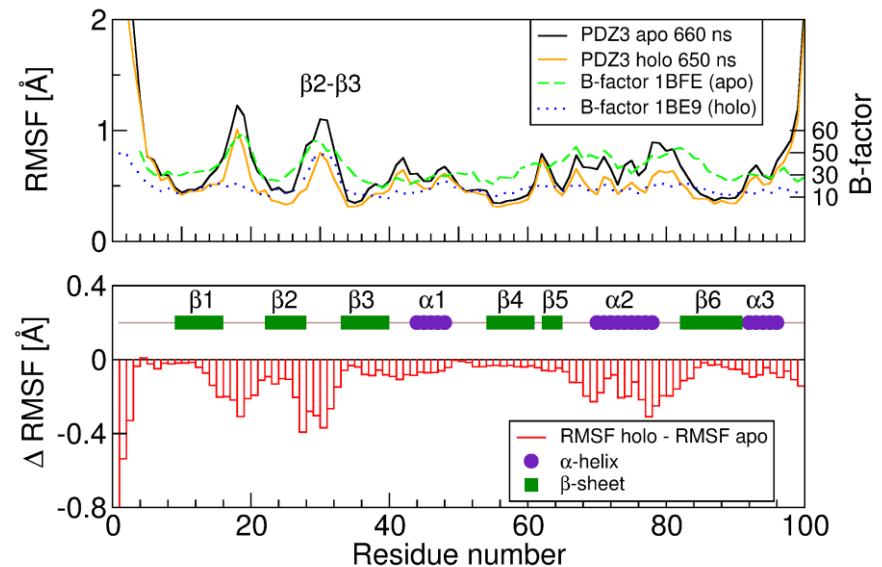 2
1
0
RMSF [Å]
β2-β3
PDZ3 apo 660 ns
PDZ3 holo 650 ns
B-factor 1BFE (apo)
B-factor 1BE9 (holo)
60
50
30
10
B-factor
0.4
0
-0.4
-0.8
Δ RMSF [Å]
β1 β2 β3 α1 β4 β5 α2 β6 α3
RMSF holo - RMSF apo
α-helix
β-sheet
0 20 40 60 80 100
Residue number